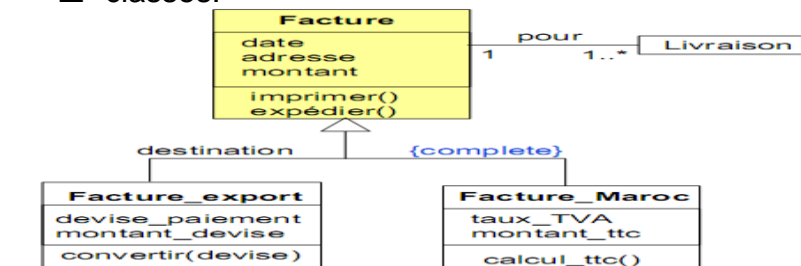 classes.
Facture
date
adresse
montant
imprimer()
expédier()
pour
1 1..*
Livraison
destination {complete}
Facture_export
devise_paiement
montant_devise
convertir(devise)
Facture_Maroc
taux_TVA
montant_ttc
calcul_ttc()